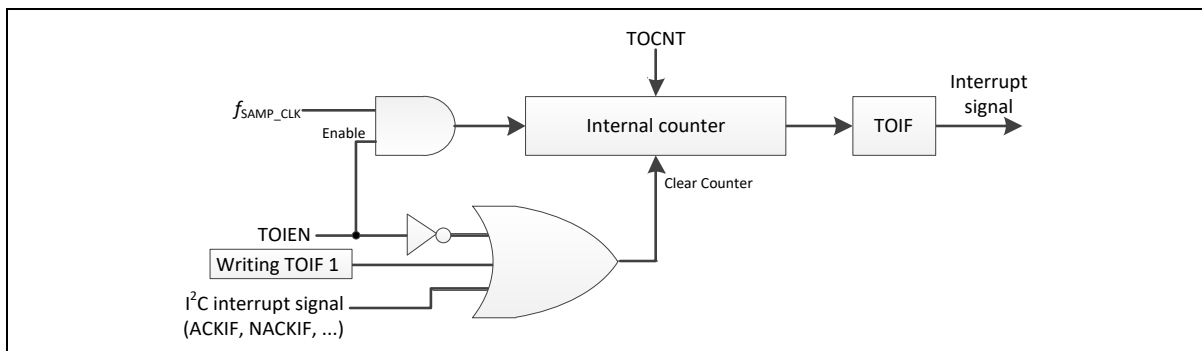 TOCNT
Interrupt
signal
fSAMP_CLK
Enable
Internal counter
TOIF
Clear Counter
TOIEN
Writing TOIF 1
I²C interrupt signal
(ACKIF, NACKIF, ...)